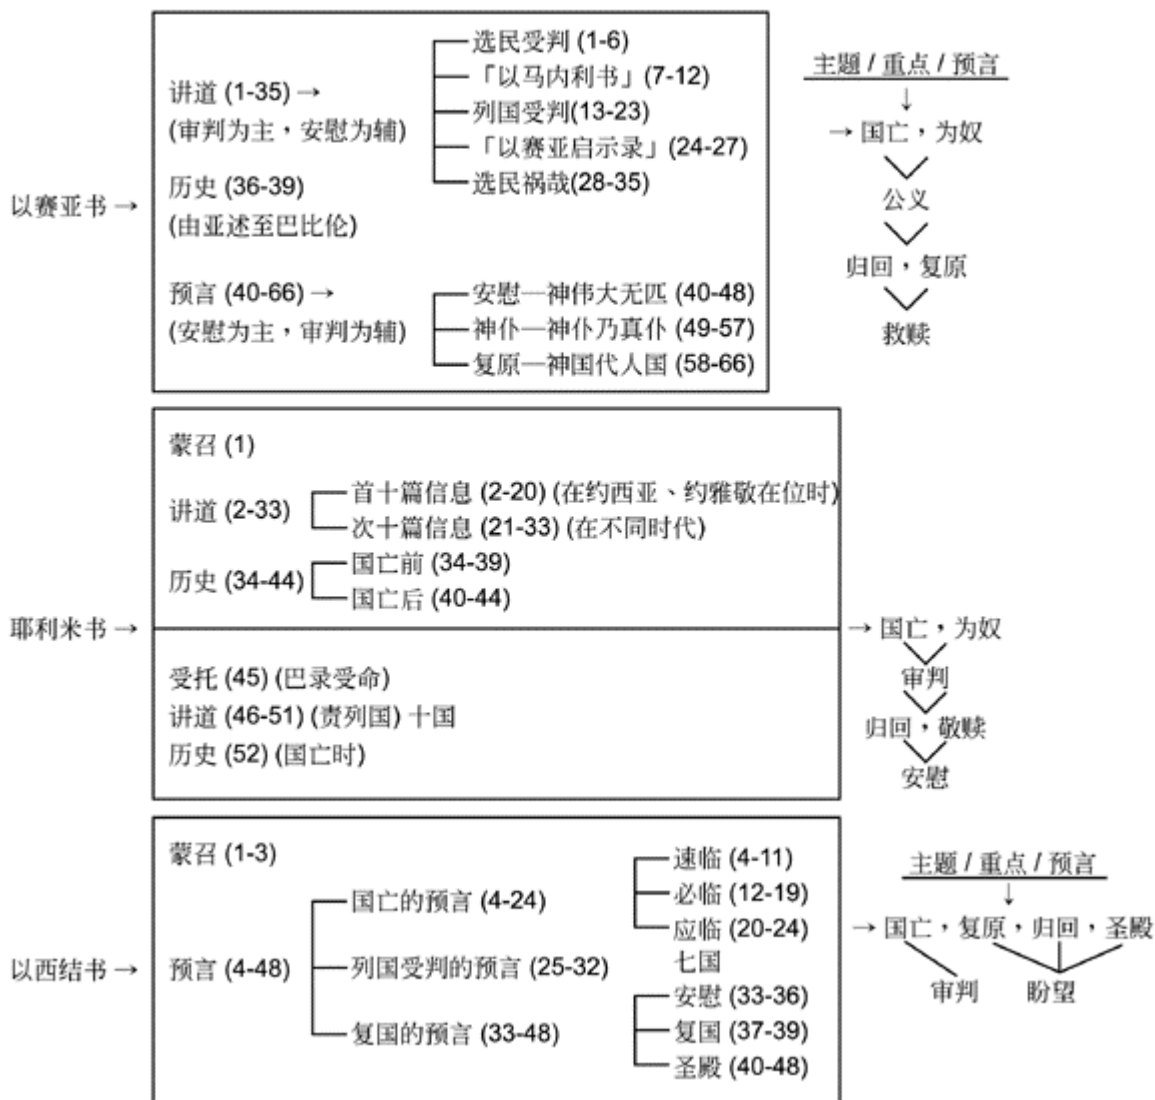 选民受判 (1-6)
主题 / 重点 / 预言
「以马内利书」(7-12)
讲道 (1-35) →
↓
(审判为主，安慰为辅)
列国受判(13-23)
→ 国亡，为奴
「以赛亚启示录」(24-27)
历史 (36-39)
选民祸哉(28-35)
公义
以赛亚书 →
(由亚述至巴比伦)
归回，复原
预言 (40-66) →
安慰—神伟大无匹 (40-48)
(安慰为主，审判为辅)
神仆—神仆乃真仆 (49-57)
救赎
复原—神国代人国 (58-66)
蒙召 (1)
首十篇信息 (2-20) (在约西亚、约雅敬在位时)
讲道 (2-33)
次十篇信息 (21-33) (在不同时代)
国亡前 (34-39)
历史 (34-44)
国亡后 (40-44)
耶利米书 →
→ 国亡，为奴
受托 (45) (巴录受命)
审判
讲道 (46-51) (责列国) 十国
归回，敬赎
历史 (52) (国亡时)
安慰
蒙召 (1-3)
速临 (4-11)
主题 / 重点 / 预言
国亡的预言 (4-24)
必临 (12-19)
↓
应临 (20-24)
→ 国亡，复原，归回，圣殿
以西结书 →
预言 (4-48)
列国受判的预言 (25-32)
七国
审判
盼望
安慰 (33-36)
复国的预言 (33-48)
复国 (37-39)
圣殿 (40-48)